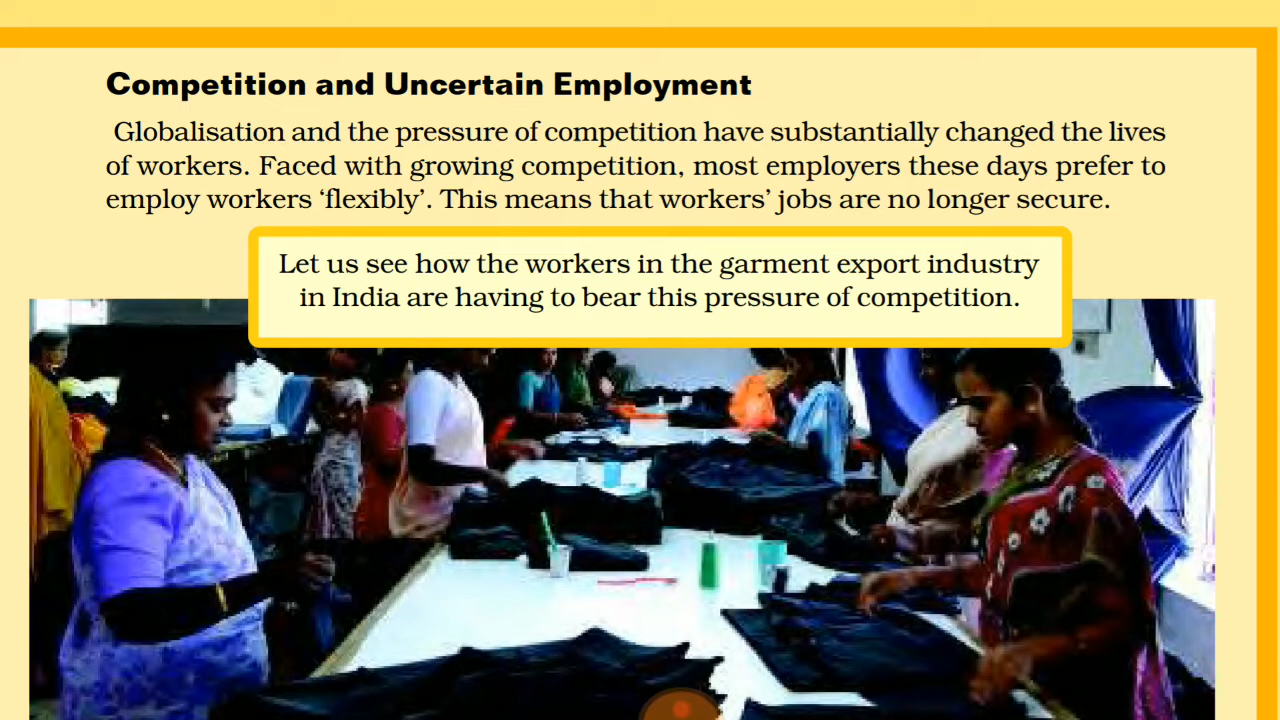 Competition and Uncertain Employment
Globalisation and the pressure of competition have substantially changed the lives
of workers. Faced with growing competition, most employers these days prefer to
employ workers ‘flexibly’. This means that workers’ jobs are no longer secure.
Let us see how the workers in the garment export industry
in India are having to bear this pressure of competition.